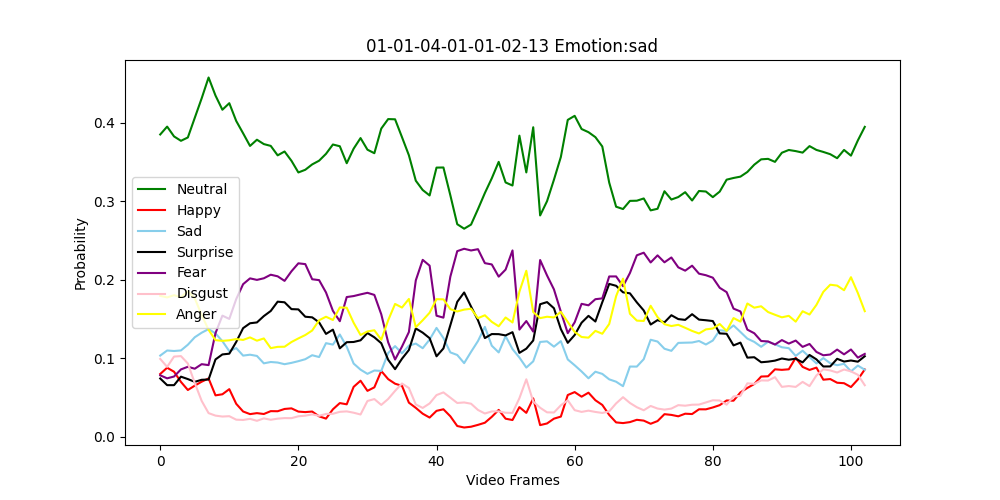 01-01-04-01-01-02-13 Emotion:sad
Probability
0.4
0.3
0.2
0.1
0.0
Neutral
Happy
Sad
Surprise
Fear
Disgust
Anger
0 20 40 60 80 100
Video Frames